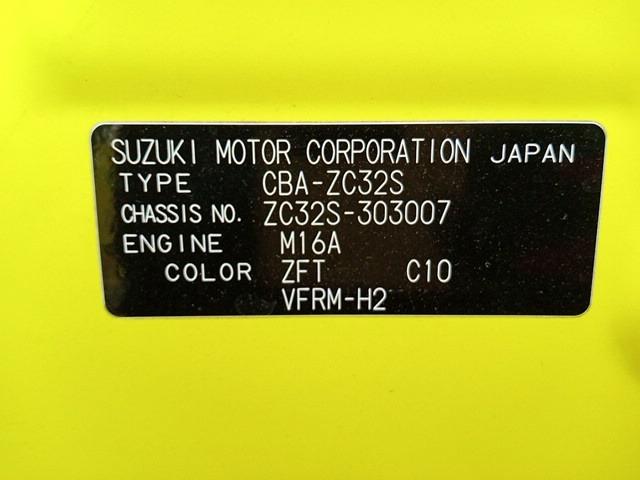 SUZUKI MOTOR CORPORATION JAPAN
TYPE CBA-ZC32S
CHASSIS NO. ZC32S-303007
ENGINE M16A
COLOR ZFT C10
VFRM-H2